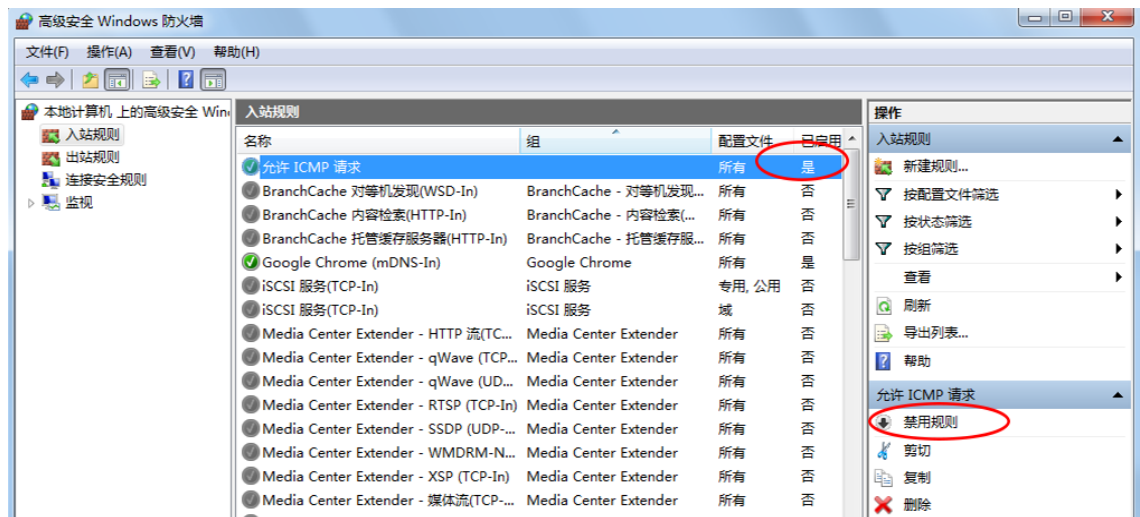 高级安全 Windows 防火墙
文件(F) 操作(A) 查看(V) 帮助(H)
本地计算机 上的高级安全 Win
入站规则
出站规则
连接安全规则
监视
入站规则
名称 组 配置文件 已启用
允许 ICMP 请求 所有 是
BranchCache 对等机发现(WSD-In) BranchCache - 对等机发现... 所有 否
BranchCache 内容检索(HTTP-In) BranchCache - 内容检索(... 所有 否
BranchCache 托管缓存服务器(HTTP-In) BranchCache - 托管缓存服... 所有 否
Google Chrome (mDNS-In) Google Chrome 所有 是
iSCSI 服务(TCP-In) iSCSI 服务 专用, 公用 否
iSCSI 服务(TCP-In) iSCSI 服务 域 否
Media Center Extender - HTTP 流(TC... Media Center Extender 所有 否
Media Center Extender - qWave (TCP... Media Center Extender 所有 否
Media Center Extender - qWave (UD... Media Center Extender 所有 否
Media Center Extender - RTSP (TCP-In) Media Center Extender 所有 否
Media Center Extender - SSDP (UDP-... Media Center Extender 所有 否
Media Center Extender - WMDRM-N... Media Center Extender 所有 否
Media Center Extender - XSP (TCP-In) Media Center Extender 所有 否
Media Center Extender - 媒体流(TCP-... Media Center Extender 所有 否
操作
入站规则
新建规则...
按配置文件筛选
按状态筛选
按组筛选
查看
刷新
导出列表...
帮助
允许 ICMP 请求
禁用规则
剪切
复制
删除